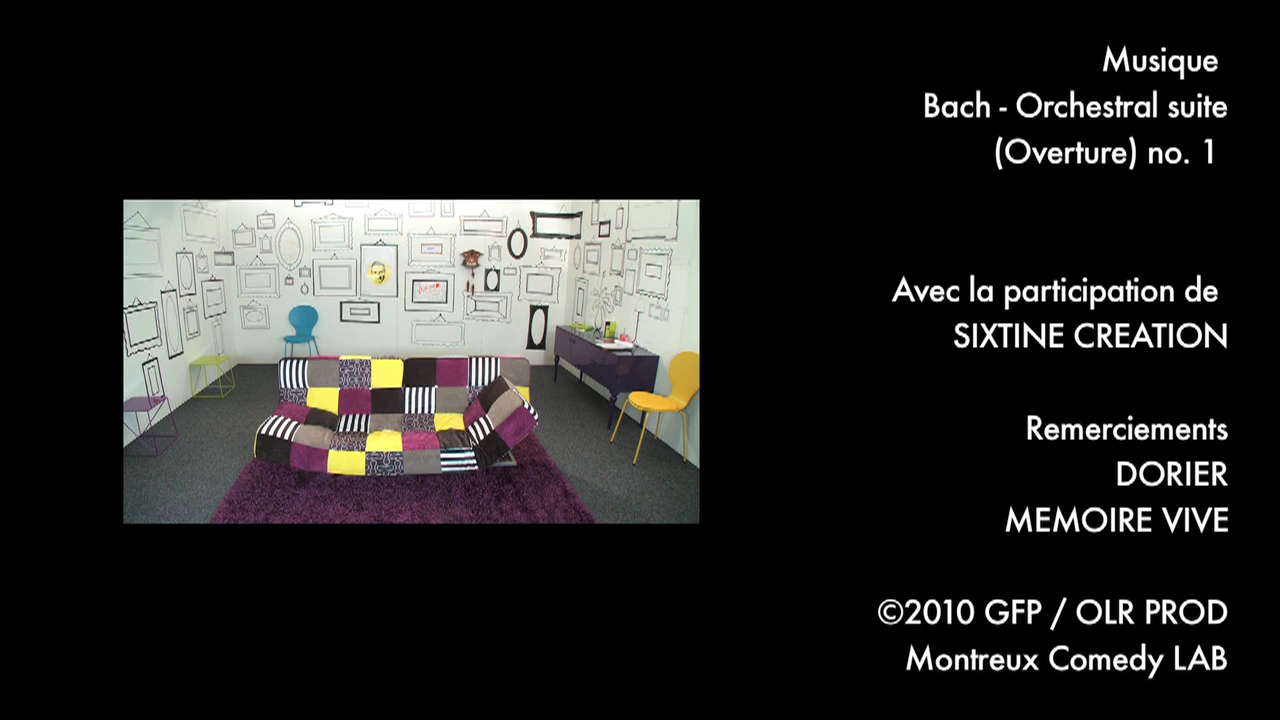 Musique
Bach - Orchestral suite
(Overture) no. 1
Avec la participation de
SIXTINE CREATION
Remerciements
DORIER
MEMOIRE VIVE
©2010 GFP / OLR PROD
Montreux Comedy LAB